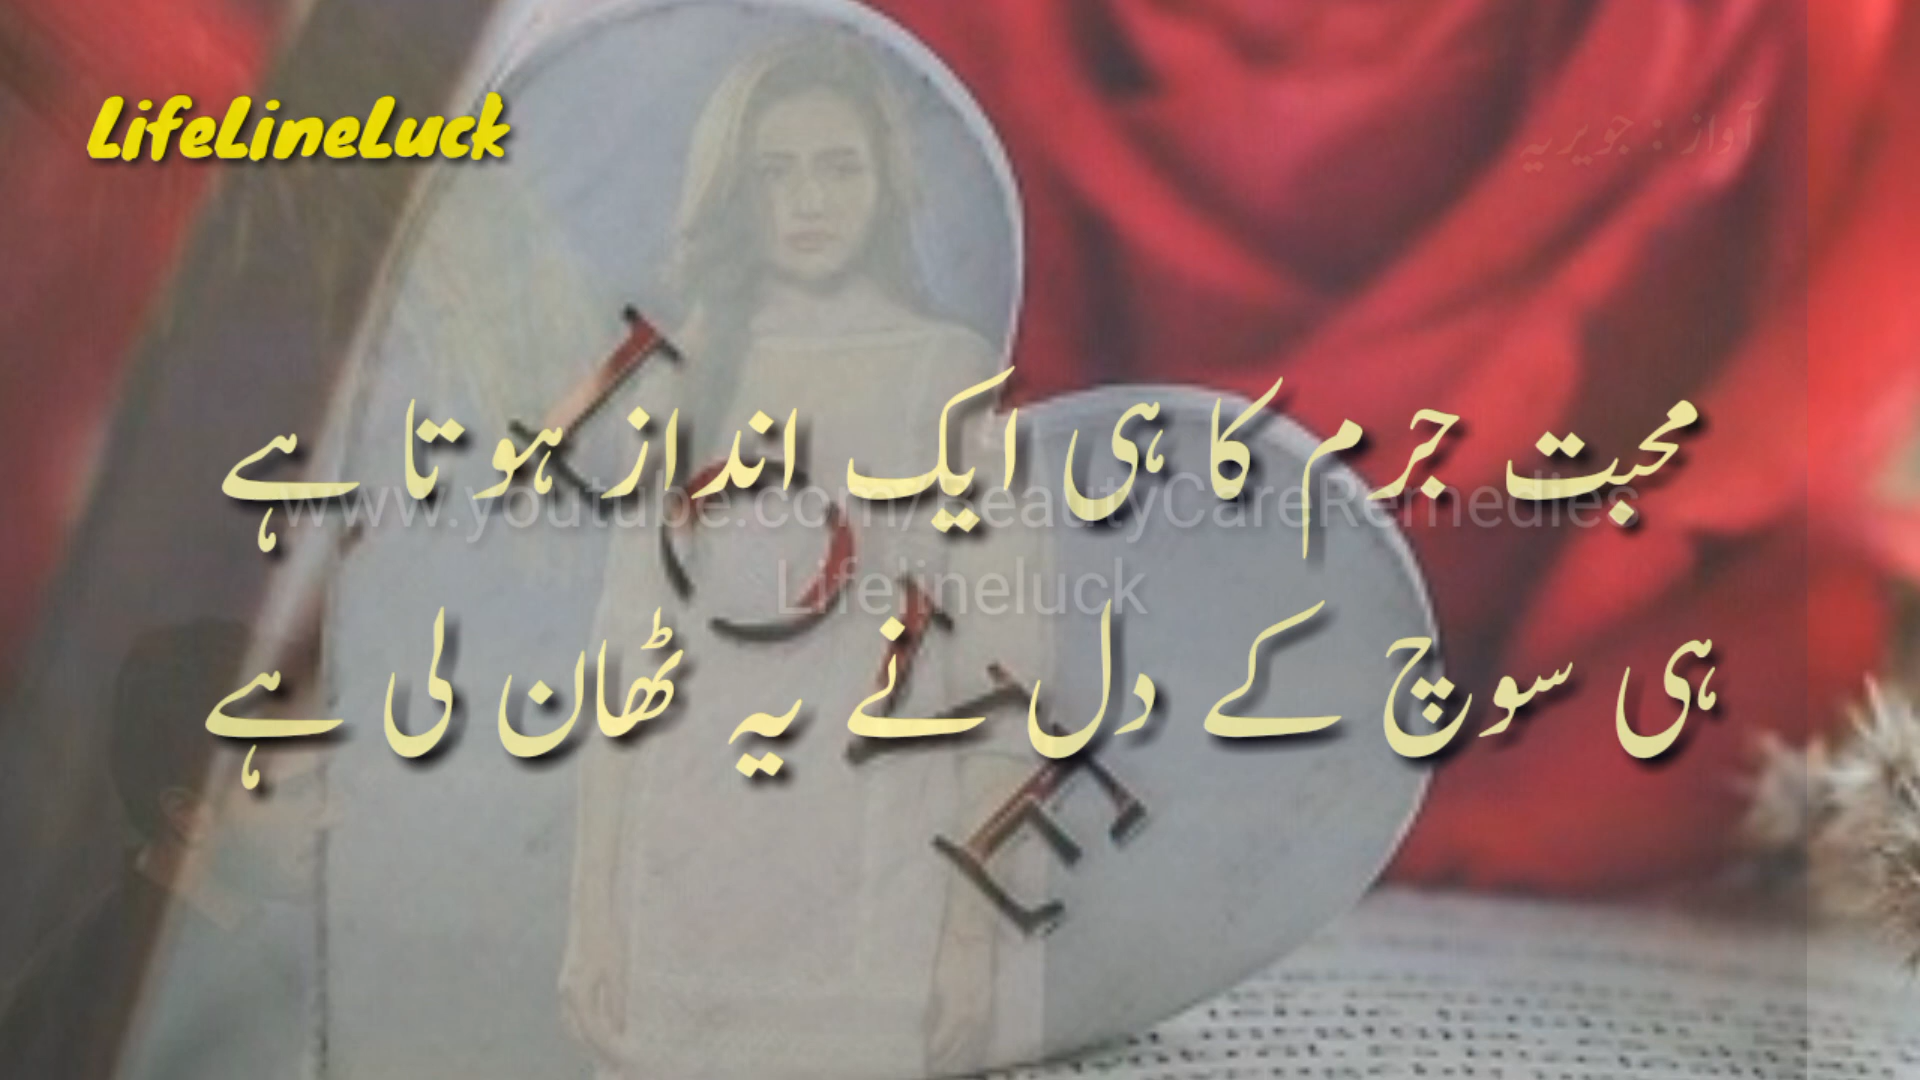 LifeLineLuck
آواز : جویریہ
محبت جرم کا ہی ایک انداز ہوتا ہے
www.youtube.com/BeautyCareRemedies
Lifelineluck
ہی سوچ کے دل نے یہ ٹھان لی ہے
LOVE